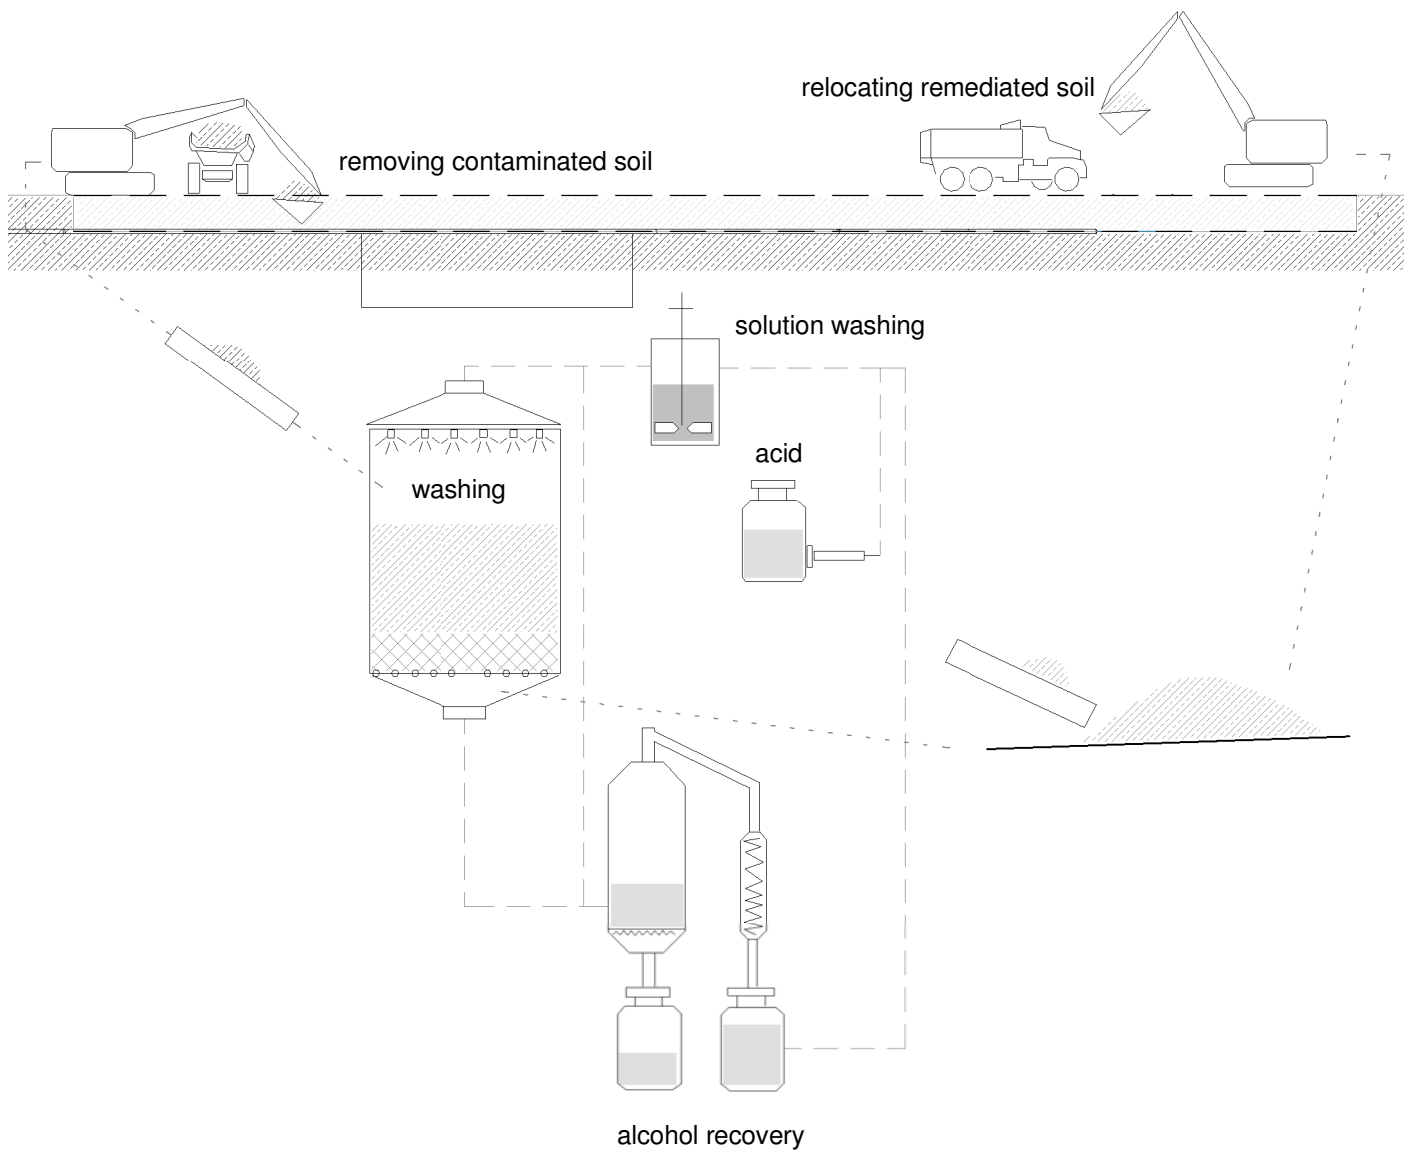 relocating remediated soil
removing contaminated soil
solution washing
acid
washing
alcohol recovery